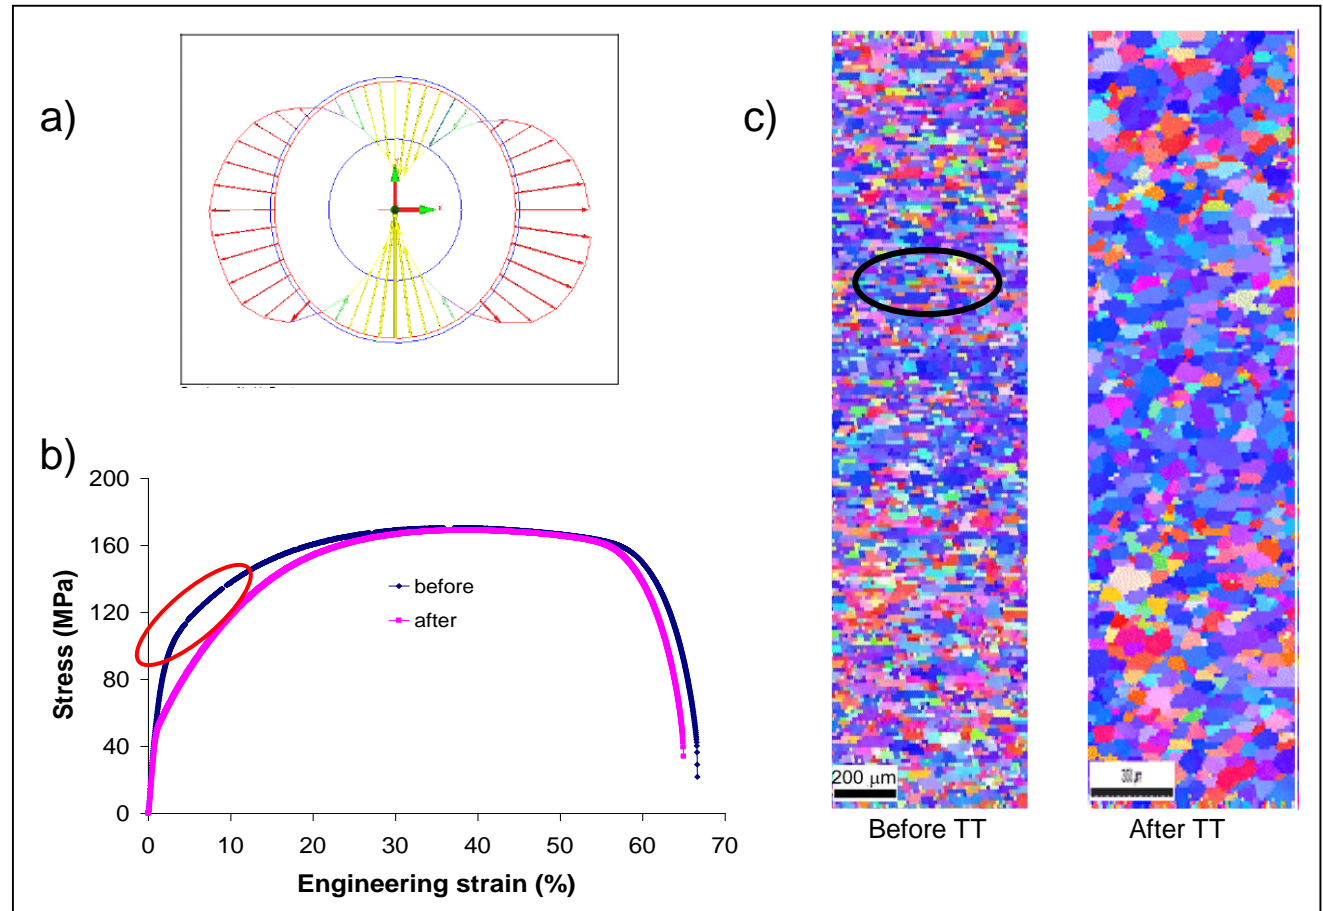 a)
c)
b)
200
160
120
80
40
0
Stress (MPa)
before
after
0 10 20 30 40 50 60 70
Engineering strain (%)
200 µm
Before TT
After TT